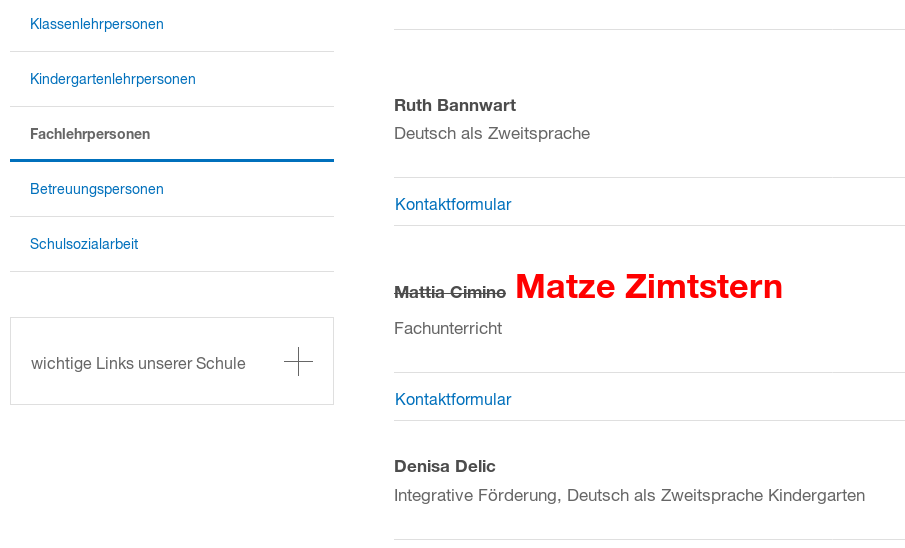 Klassenlehrpersonen
Kindergartenlehrpersonen
Fachlehrpersonen
Betreuungspersonen
Schulsozialarbeit
wichtige Links unserer Schule
Ruth Bannwart
Deutsch als Zweitsprache
Kontaktformular
Mattia Cimino Matze Zimtstern
Fachunterricht
Kontaktformular
Denisa Delic
Integrative Förderung, Deutsch als Zweitsprache Kindergarten